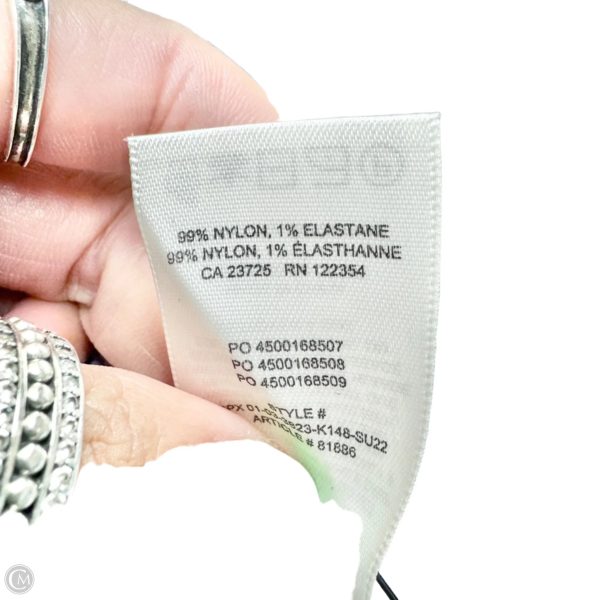 99% NYLON, 1% ELASTANE
99% NYLON, 1% ÉLASTHANNE
CA 23725 RN 122354
PO 4500168507
PO 4500168508
PO 4500168509
STYLE #
ARTICLE # 81886
CM